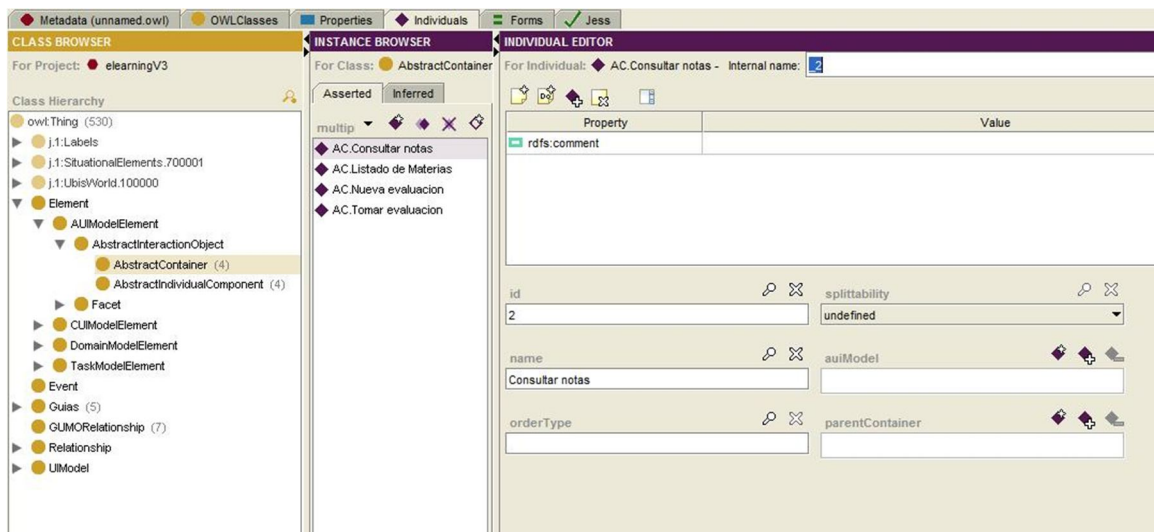 Metadata (unnamed.owl) OWLClasses Properties Individuals Forms Jess
CLASS BROWSER
For Project: elearningV3
Class Hierarchy
owl:Thing (530)
j.1:Labels
j.1:SituationalElements.700001
j.1:UbisWorld.100000
Element
AUIModelElement
AbstractInteractionObject
AbstractContainer (4)
AbstractIndividualComponent (4)
Facet
CUIModelElement
DomainModelElement
TaskModelElement
Event
Guias (5)
GUMORelationship (7)
Relationship
UIModel
INSTANCE BROWSER
For Class: AbstractContainer
Asserted Inferred
multip
AC.Consultar notas
AC.Listado de Materias
AC.Nueva evaluacion
AC.Tomar evaluacion
INDIVIDUAL EDITOR
For Individual: AC.Consultar notas - Internal name: _2
Property Value
rdfs:comment
id splittability
2 undefined
name auiModel
Consultar notas
orderType parentContainer